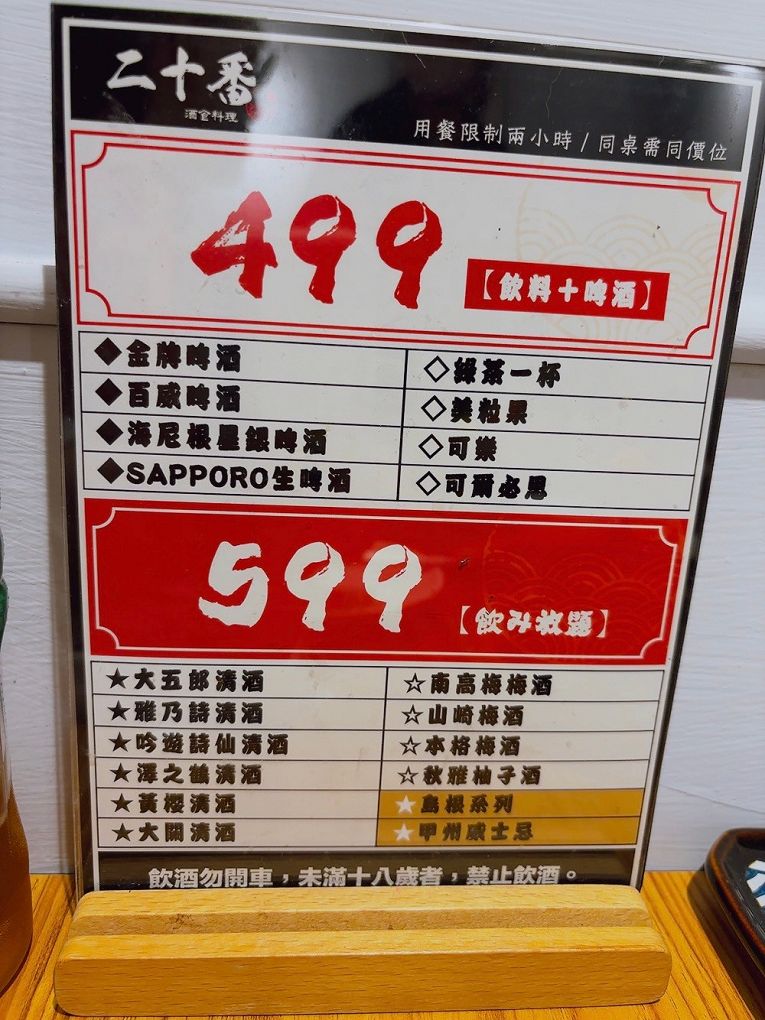 二十番
酒食料理
用餐限制兩小時 / 同桌需同價位
499
【飲料＋啤酒】
◆金牌啤酒
◇綠茶一杯
◆百威啤酒
◇美粒果
◆海尼根星銀啤酒
◇可樂
◆SAPPORO生啤酒
◇可爾必思
599
【飲み放題】
★大五郎清酒
☆南高梅梅酒
★雅乃詩清酒
☆山崎梅酒
★吟遊詩仙清酒
☆本格梅酒
★澤之鶴清酒
☆秋雅柚子酒
★黃櫻清酒
★島根系列
★大關清酒
★甲州威士忌
飲酒勿開車，未滿十八歲者，禁止飲酒。